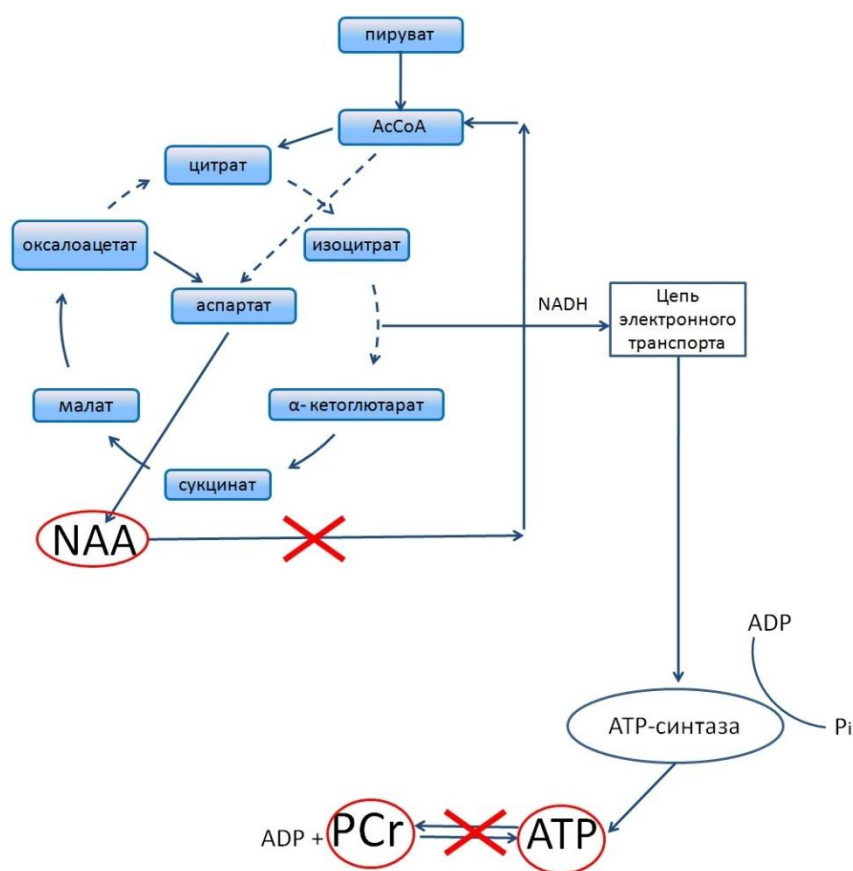 пируват
AcCoA
цитрат
оксалоацетат
изоцитрат
аспартат
NADH
Цепь
электронного
транспорта
малат
α- кетоглютарат
сукцинат
NAA
ADP
АТР-синтаза
Pi
ADP + PCr
ATP